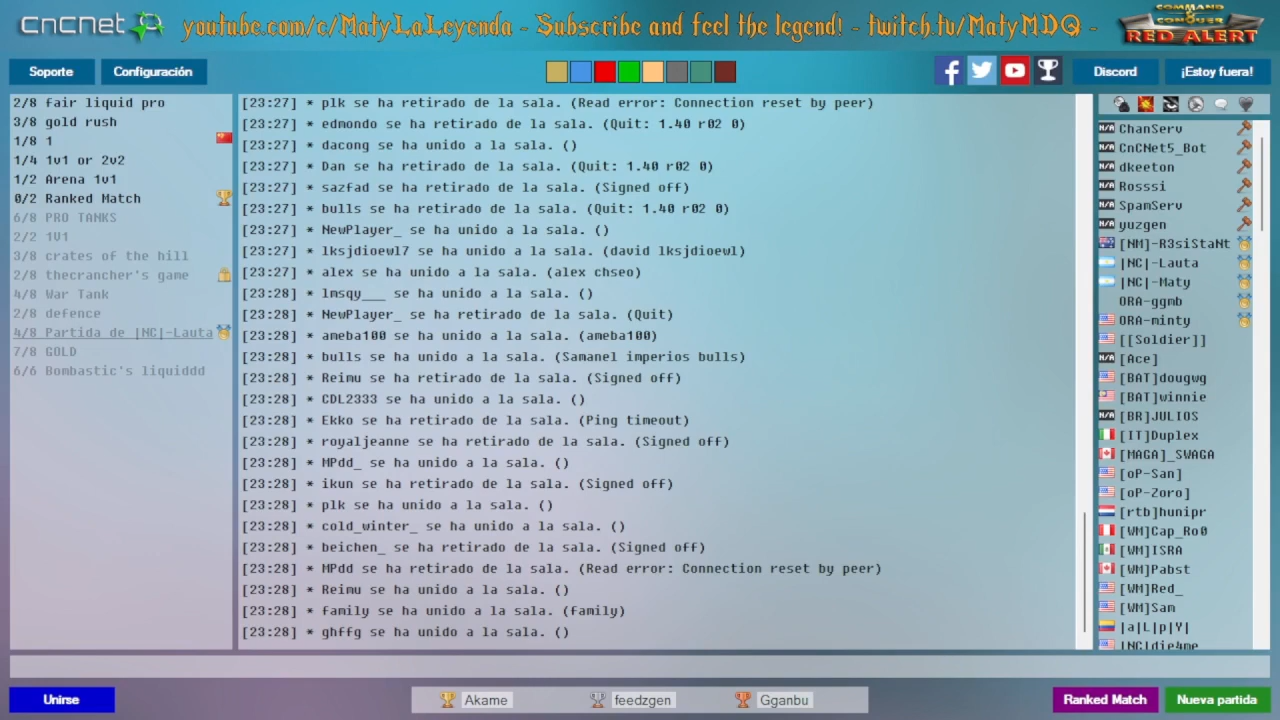 CnCNet
youtube.com/c/MatyLaLeyenda - Subscribe and feel the legend! - twitch.tv/MatyMDQ -
COMMAND & CONQUER
RED ALERT
Soporte
Configuración
Discord
¡Estoy fuera!
2/8 fair liquid pro
3/8 gold rush
1/8 1
1/4 1v1 or 2v2
1/2 Arena 1v1
0/2 Ranked Match
6/8 PRO TANKS
2/2 1V1
3/8 crates of the hill
2/8 thecrancher's game
4/8 War Tank
2/8 defence
4/8 Partida de |NC|-Lauta
7/8 GOLD
6/6 Bombastic's liquiddd
[23:27] * plk se ha retirado de la sala. (Read error: Connection reset by peer)
[23:27] * edmondo se ha retirado de la sala. (Quit: 1.40 r02 0)
[23:27] * dacong se ha unido a la sala. ()
[23:27] * Dan se ha retirado de la sala. (Quit: 1.40 r02 0)
[23:27] * sazfad se ha retirado de la sala. (Signed off)
[23:27] * bulls se ha retirado de la sala. (Quit: 1.40 r02 0)
[23:27] * NewPlayer_ se ha unido a la sala. ()
[23:27] * lksjdioewl7 se ha unido a la sala. (david lksjdioewl)
[23:27] * alex se ha unido a la sala. (alex chseo)
[23:28] * lmsqy___ se ha unido a la sala. ()
[23:28] * NewPlayer_ se ha retirado de la sala. (Quit)
[23:28] * ameba100 se ha unido a la sala. (ameba100)
[23:28] * bulls se ha unido a la sala. (Samanel imperios bulls)
[23:28] * Reimu se ha retirado de la sala. (Signed off)
[23:28] * CDL2333 se ha unido a la sala. ()
[23:28] * Ekko se ha retirado de la sala. (Ping timeout)
[23:28] * royaljeanne se ha retirado de la sala. (Signed off)
[23:28] * MPdd_ se ha unido a la sala. ()
[23:28] * ikun se ha retirado de la sala. (Signed off)
[23:28] * plk se ha unido a la sala. ()
[23:28] * cold_winter_ se ha unido a la sala. ()
[23:28] * beichen_ se ha retirado de la sala. (Signed off)
[23:28] * MPdd se ha retirado de la sala. (Read error: Connection reset by peer)
[23:28] * Reimu se ha unido a la sala. ()
[23:28] * family se ha unido a la sala. (family)
[23:28] * ghffg se ha unido a la sala. ()
N/A ChanServ
N/A CnCNet5_Bot
N/A dkeeton
N/A Rosssi
N/A SpamServ
N/A yuzgen
[NM]-R3siStaNt
|NC|-Lauta
|NC|-Maty
ORA-ggmb
ORA-minty
[[Soldier]]
N/A [Ace]
[BAT]dougwg
[BAT]winnie
N/A [BR]JULIOS
[IT]Duplex
[MAGA]_SWAGA
[oP-San]
[oP-Zoro]
[rtb]hunipr
[WM]Cap_Ro0
[WM]ISRA
[WM]Pabst
[WM]Red_
[WM]Sam
|a|L|p|Y|
|NC|die4me
Unirse
Akame
feedzgen
Gganbu
Ranked Match
Nueva partida